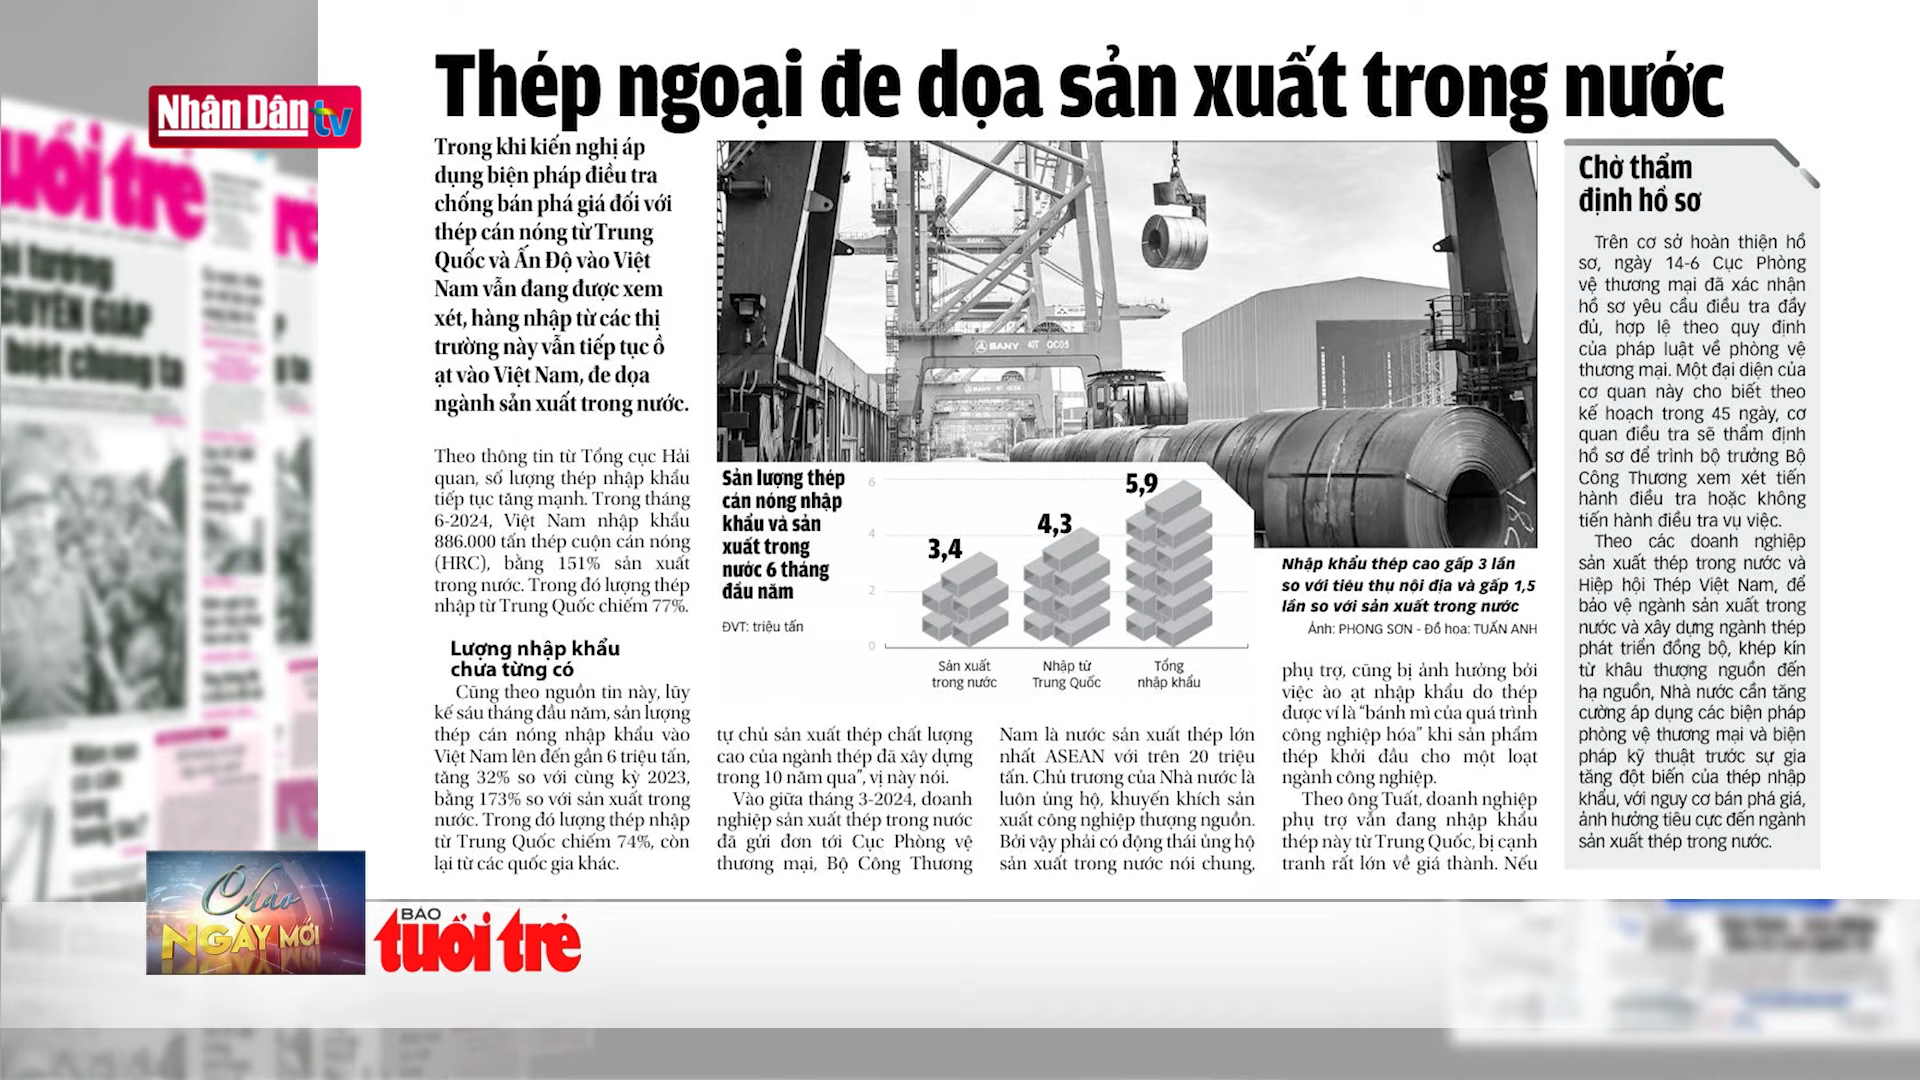 Thép ngoại đe dọa sản xuất trong nước
Nhân Dân tv
Trong khi kiến nghị áp
dụng biện pháp điều tra
chống bán phá giá đối với
thép cán nóng từ Trung
Quốc và Ấn Độ vào Việt
Nam vẫn đang được xem
xét, hàng nhập từ các thị
trường này vẫn tiếp tục ồ
ạt vào Việt Nam, đe dọa
ngành sản xuất trong nước.
Theo thông tin từ Tổng cục Hải
quan, số lượng thép nhập khẩu
tiếp tục tăng mạnh. Trong tháng
6-2024, Việt Nam nhập khẩu
886.000 tấn thép cuộn cán nóng
(HRC), bằng 151% sản xuất
trong nước. Trong đó lượng thép
nhập từ Trung Quốc chiếm 77%.
Lượng nhập khẩu
chưa từng có
Cũng theo nguồn tin này, lũy
kế sáu tháng đầu năm, sản lượng
thép cán nóng nhập khẩu vào
Việt Nam lên đến gần 6 triệu tấn,
tăng 32% so với cùng kỳ 2023,
bằng 173% so với sản xuất trong
nước. Trong đó lượng thép nhập
từ Trung Quốc chiếm 74%, còn
lại từ các quốc gia khác.
SANY 40T QC05
Sản lượng thép
cán nóng nhập
khẩu và sản
xuất trong
nước 6 tháng
đầu năm
ĐVT: triệu tấn
6
4
2
0
3,4
4,3
5,9
Sản xuất
trong nước
Nhập từ
Trung Quốc
Tổng
nhập khẩu
Nhập khẩu thép cao gấp 3 lần
so với tiêu thụ nội địa và gấp 1,5
lần so với sản xuất trong nước
Ảnh: PHONG SƠN - Đồ họa: TUẤN ANH
tự chủ sản xuất thép chất lượng
cao của ngành thép đã xây dựng
trong 10 năm qua”, vị này nói.
Vào giữa tháng 3-2024, doanh
nghiệp sản xuất thép trong nước
đã gửi đơn tới Cục Phòng vệ
thương mại, Bộ Công Thương
Nam là nước sản xuất thép lớn
nhất ASEAN với trên 20 triệu
tấn. Chủ trương của Nhà nước là
luôn ủng hộ, khuyến khích sản
xuất công nghiệp thượng nguồn.
Bởi vậy phải có động thái ủng hộ
sản xuất trong nước nói chung,
phụ trợ, cũng bị ảnh hưởng bởi
việc ào ạt nhập khẩu do thép
được ví là “bánh mì của quá trình
công nghiệp hóa” khi sản phẩm
thép khởi đầu cho một loạt
ngành công nghiệp.
Theo ông Tuất, doanh nghiệp
phụ trợ vẫn đang nhập khẩu
thép này từ Trung Quốc, bị cạnh
tranh rất lớn về giá thành. Nếu
Chờ thẩm
định hồ sơ
Trên cơ sở hoàn thiện hồ
sơ, ngày 14-6 Cục Phòng
vệ thương mại đã xác nhận
hồ sơ yêu cầu điều tra đầy
đủ, hợp lệ theo quy định
của pháp luật về phòng vệ
thương mại. Một đại diện của
cơ quan này cho biết theo
kế hoạch trong 45 ngày, cơ
quan điều tra sẽ thẩm định
hồ sơ để trình bộ trưởng Bộ
Công Thương xem xét tiến
hành điều tra hoặc không
tiến hành điều tra vụ việc.
Theo các doanh nghiệp
sản xuất thép trong nước và
Hiệp hội Thép Việt Nam, để
bảo vệ ngành sản xuất trong
nước và xây dựng ngành thép
phát triển đồng bộ, khép kín
từ khâu thượng nguồn đến
hạ nguồn, Nhà nước cần tăng
cường áp dụng các biện pháp
phòng vệ thương mại và biện
pháp kỹ thuật trước sự gia
tăng đột biến của thép nhập
khẩu, với nguy cơ bán phá giá,
ảnh hưởng tiêu cực đến ngành
sản xuất thép trong nước.
Chào
NGÀY MỚI
BÁO
tuổi trẻ
tuổi trẻ